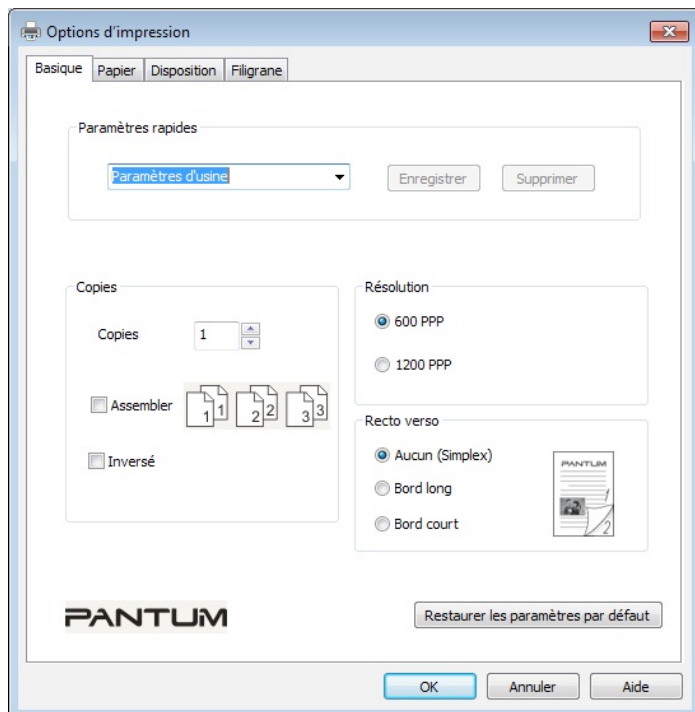 Options d'impression
Basique Papier Disposition Filigrane
Paramètres rapides
Paramètres d'usine
Enregistrer Supprimer
Copies
Copies 1
Assembler 1 1 2 2 3 3
Inversé
Résolution
600 PPP
1200 PPP
Recto verso
Aucun (Simplex)
Bord long
Bord court
PANTUM
1
2
PANTUM
Restaurer les paramètres par défaut
OK Annuler Aide